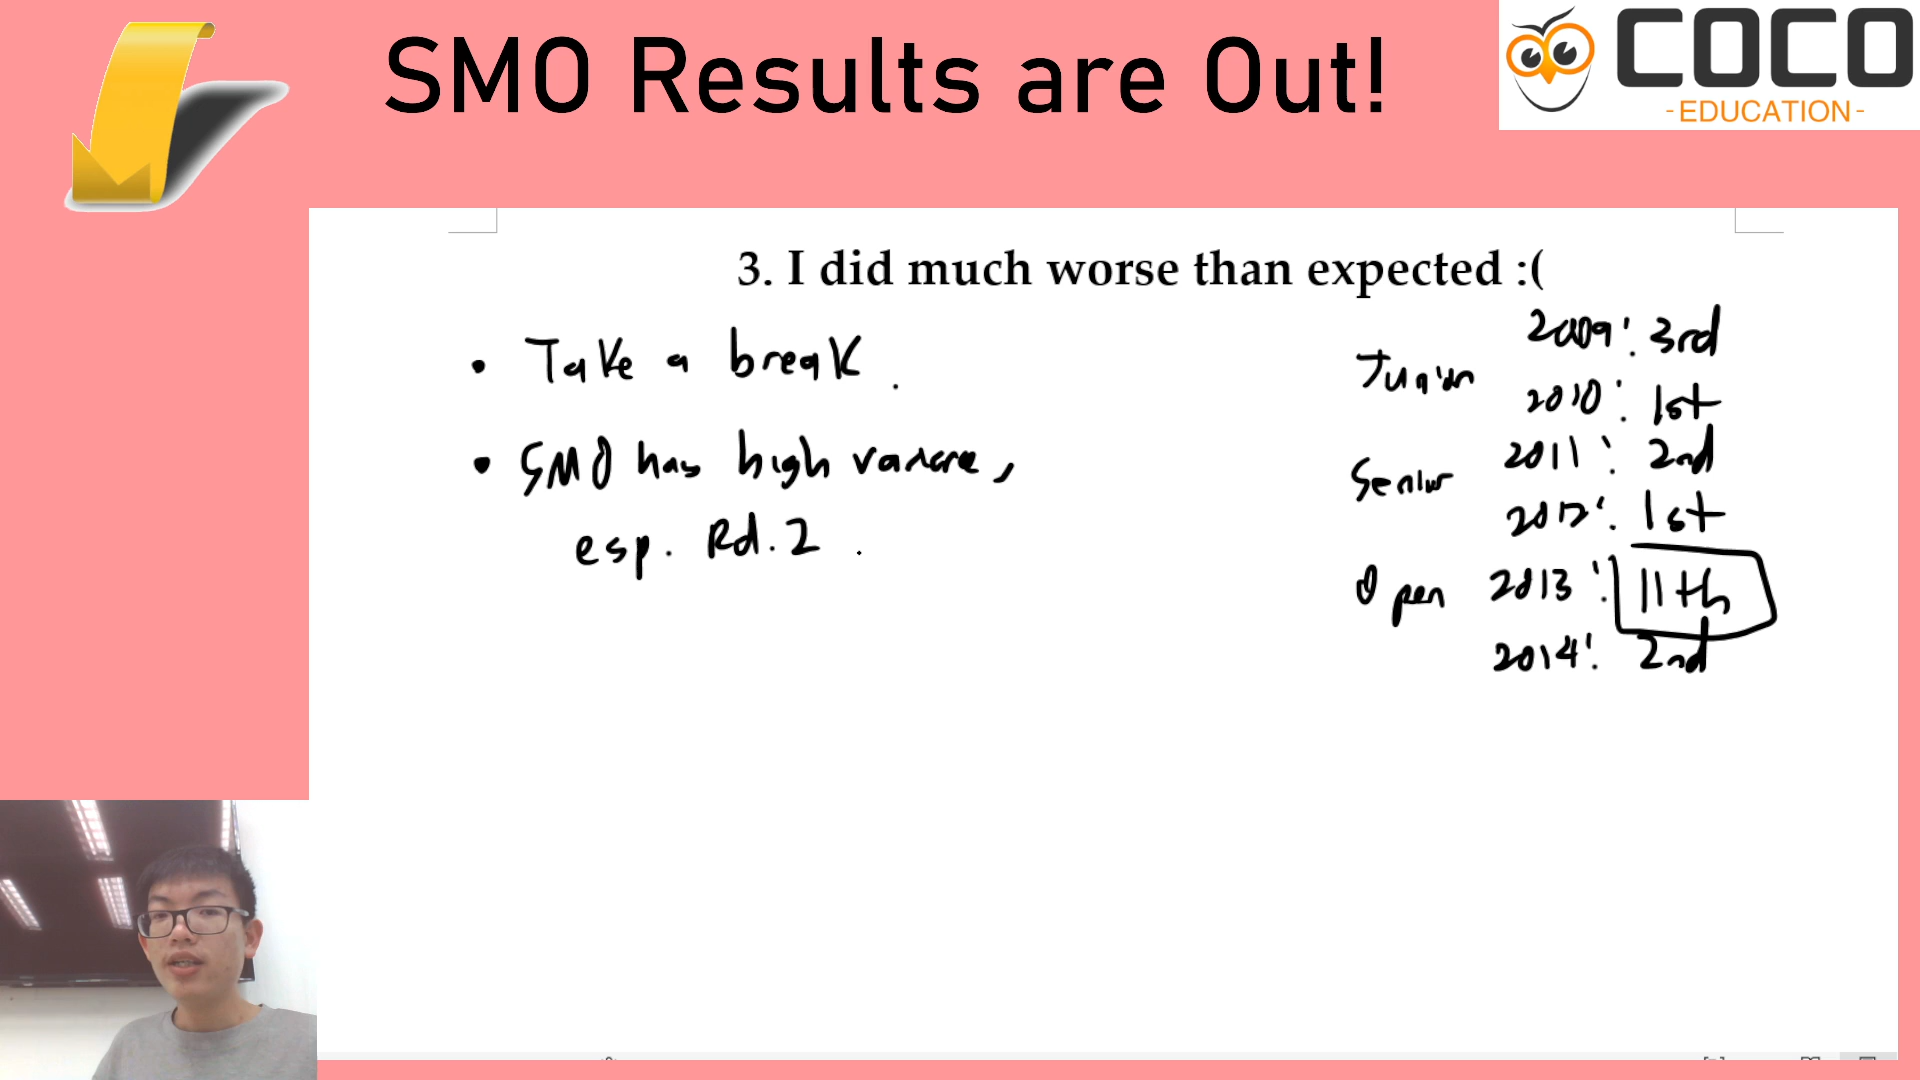 SMO Results are Out!
COCO
-EDUCATION-
3. I did much worse than expected :(
• Take a break.
• SMO has high variance,
esp. Rd. 2.
Junior 2009: 3rd
2010: 1st
Senior 2011: 2nd
2012: 1st
Open 2013: 11th
2014: 2nd